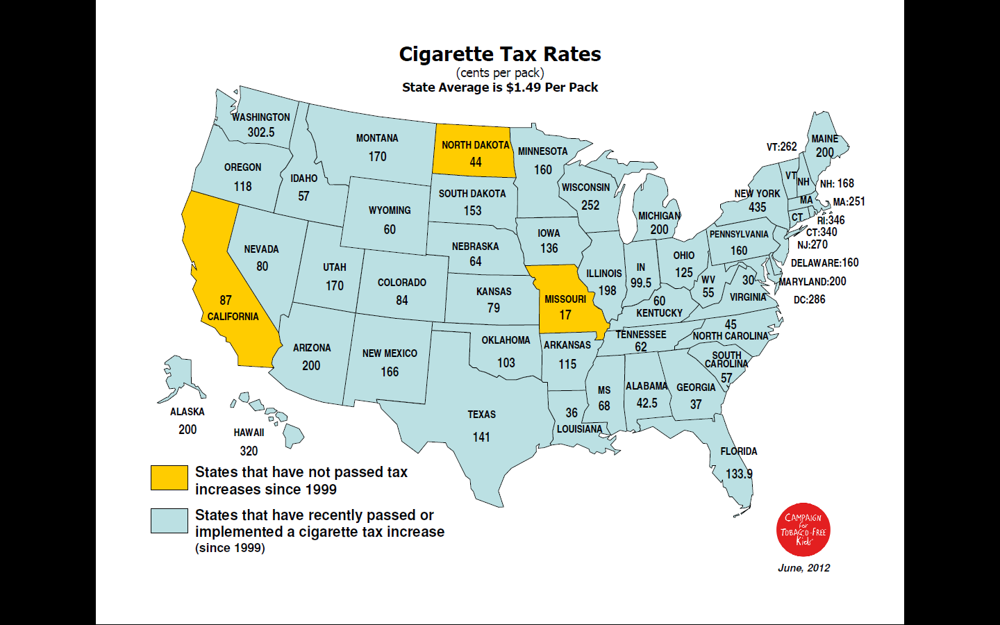 Cigarette Tax Rates
(cents per pack)
State Average is $1.49 Per Pack
WASHINGTON
302.5
MONTANA
170
NORTH DAKOTA
44
MINNESOTA
160
MAINE
200
VT:262
OREGON
118
IDAHO
57
WYOMING
60
SOUTH DAKOTA
153
WISCONSIN
252
MICHIGAN
200
NEW YORK
435
VT
NH
NH: 168
MA
MA:251
CT
RI:346
CT:340
NJ:270
PENNSYLVANIA
160
DELAWARE:160
MARYLAND:200
DC:286
NEVADA
80
UTAH
170
COLORADO
84
NEBRASKA
64
IOWA
136
ILLINOIS
198
IN
99.5
OHIO
125
WV
55
30
VIRGINIA
87
CALIFORNIA
KANSAS
79
MISSOURI
17
60
KENTUCKY
45
NORTH CAROLINA
TENNESSEE
62
SOUTH
CAROLINA
57
ARIZONA
200
NEW MEXICO
166
OKLAHOMA
103
ARKANSAS
115
MS
68
ALABAMA
42.5
GEORGIA
37
TEXAS
141
36
LOUISIANA
FLORIDA
133.9
ALASKA
200
HAWAII
320
States that have not passed tax
increases since 1999
States that have recently passed or
implemented a cigarette tax increase
(since 1999)
CAMPAIGN
for
TOBACCO-FREE
Kids
June, 2012